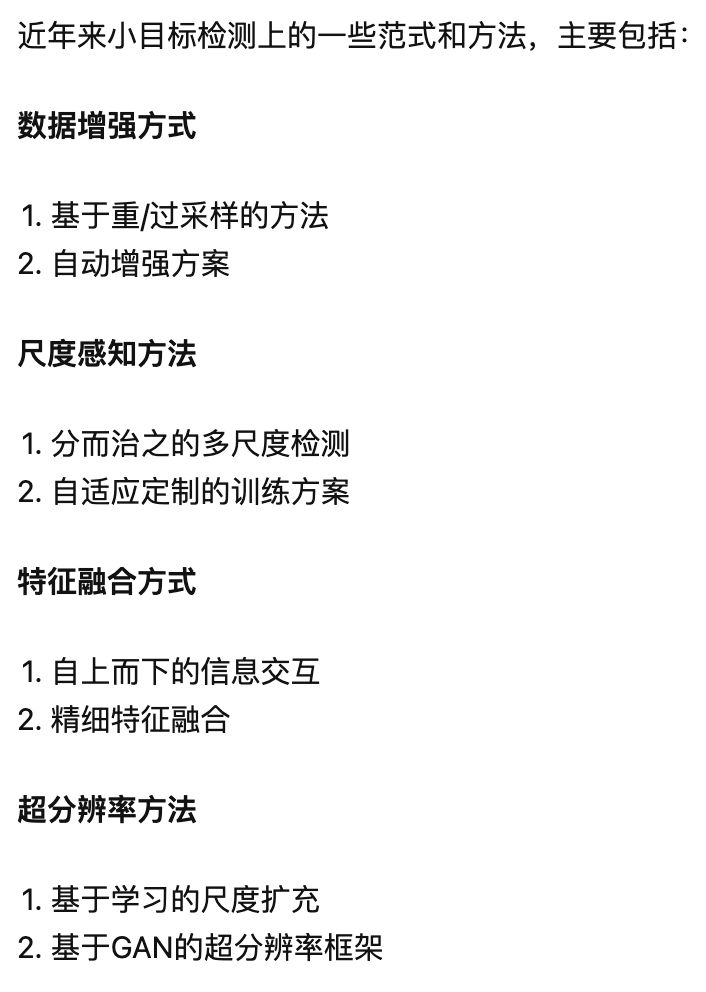 近年来小目标检测上的一些范式和方法，主要包括：
数据增强方式
1. 基于重/过采样的方法
2. 自动增强方案
尺度感知方法
1. 分而治之的多尺度检测
2. 自适应定制的训练方案
特征融合方式
1. 自上而下的信息交互
2. 精细特征融合
超分辨率方法
1. 基于学习的尺度扩充
2. 基于GAN的超分辨率框架